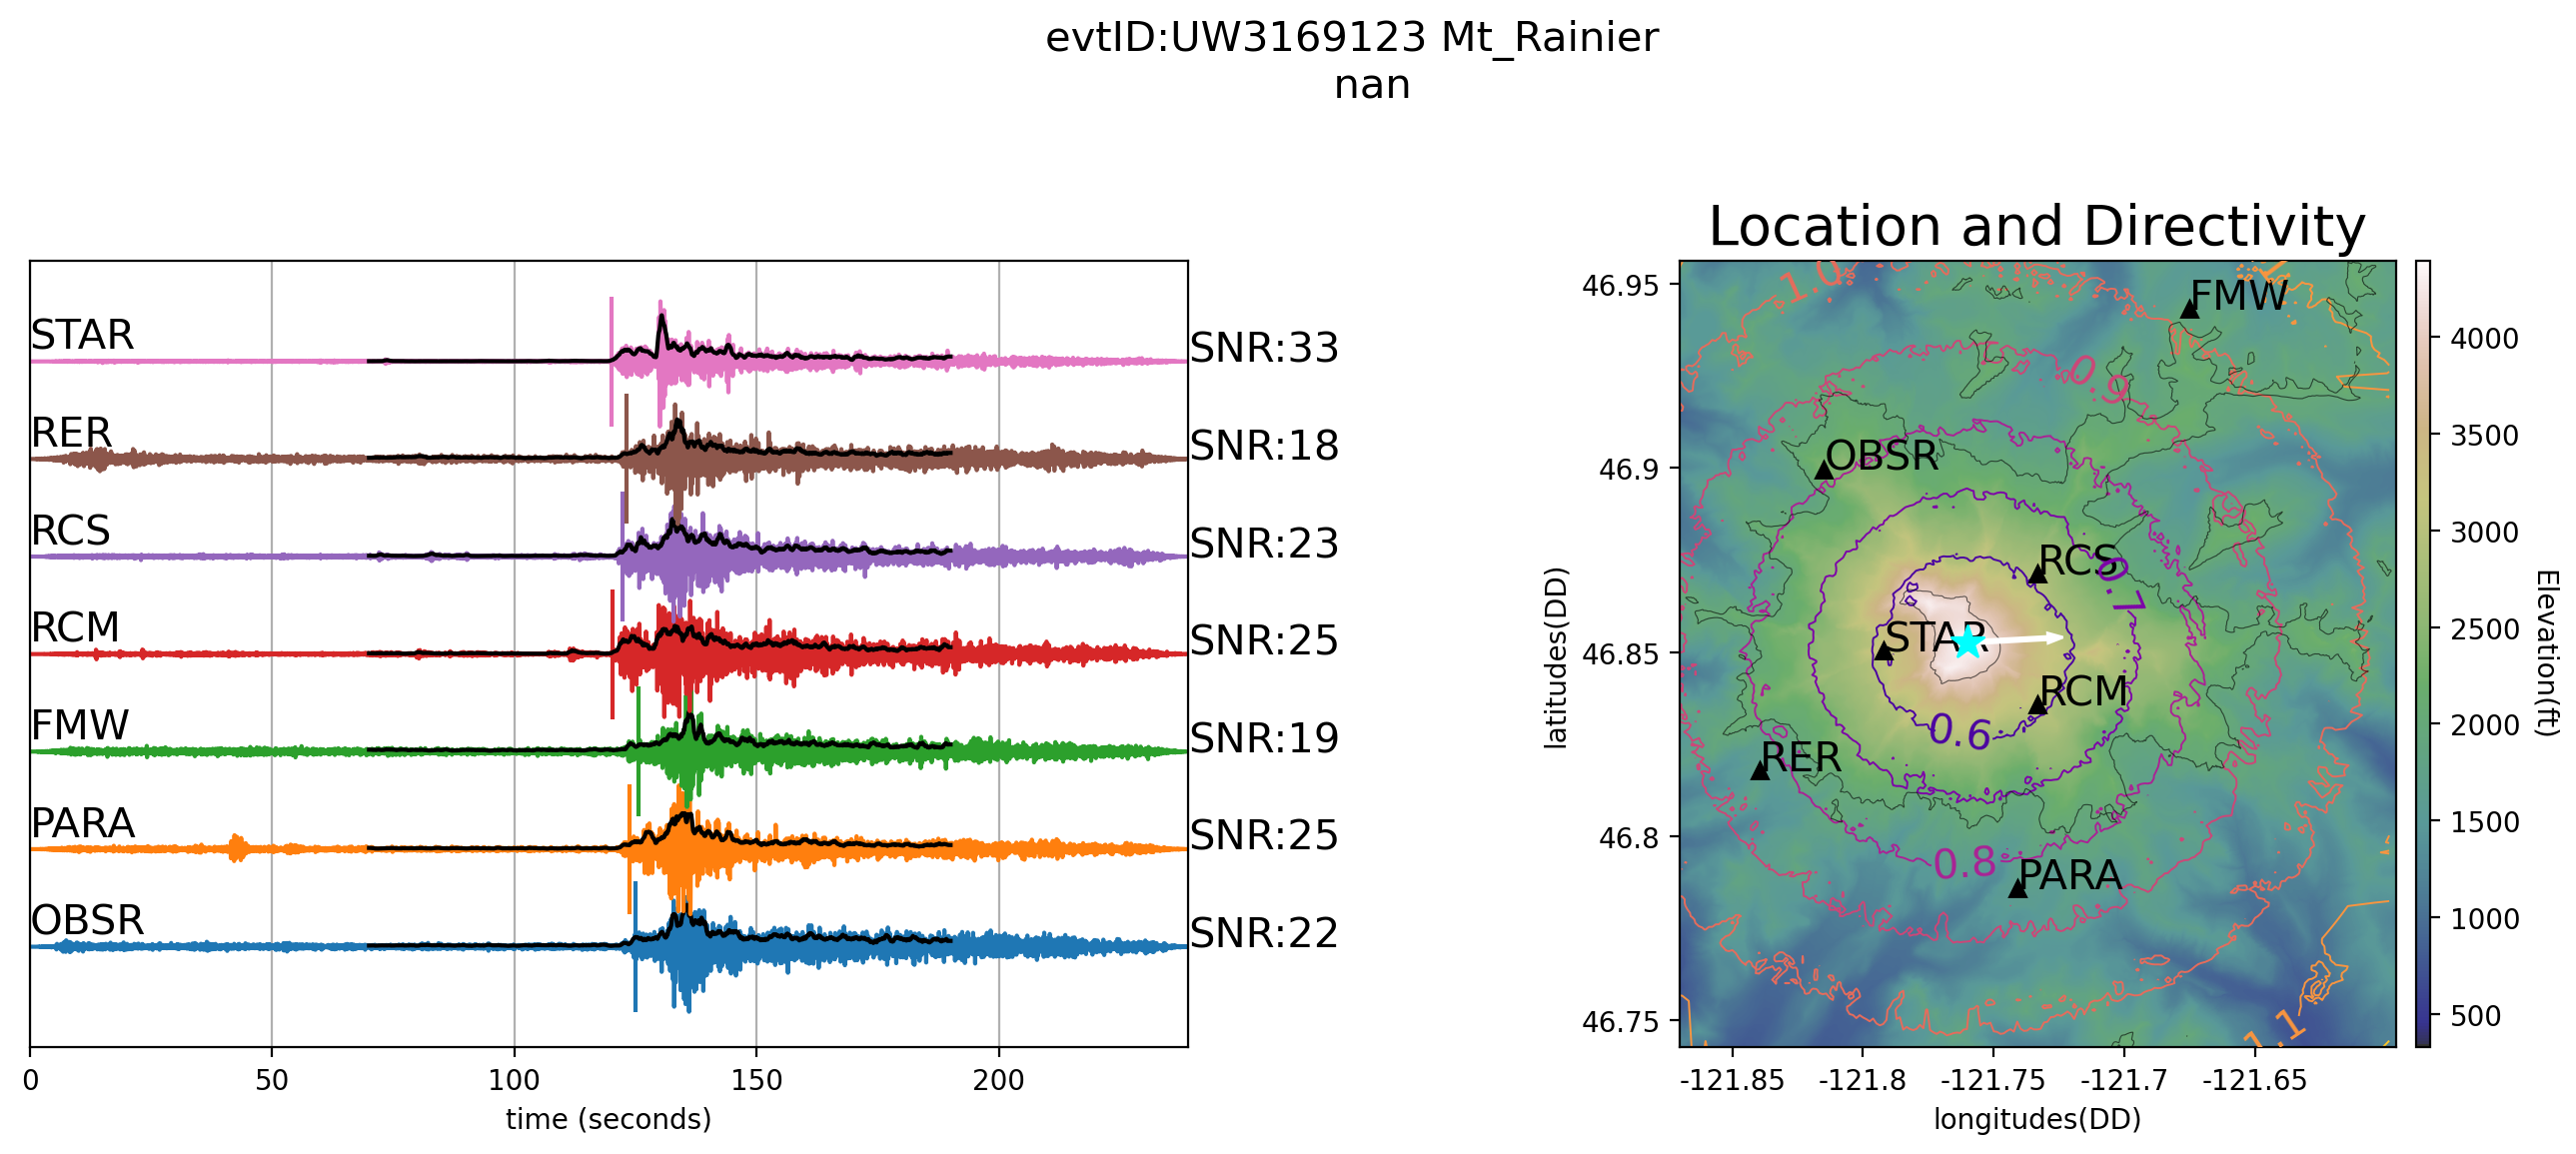 evtID:UW3169123 Mt_Rainier
nan
STAR
SNR:33
RER
SNR:18
RCS
SNR:23
RCM
SNR:25
FMW
SNR:19
PARA
SNR:25
OBSR
SNR:22
0
50
100
150
200
time (seconds)
Location and Directivity
46.95
46.9
46.85
46.8
46.75
latitudes(DD)
1.0
FMW
0.9
OBSR
RCS
0.7
STAR
RCM
0.6
RER
0.8
PARA
1.1
-121.85
-121.8
-121.75
-121.7
-121.65
longitudes(DD)
4000
3500
3000
2500
2000
1500
1000
500
Elevation(ft)